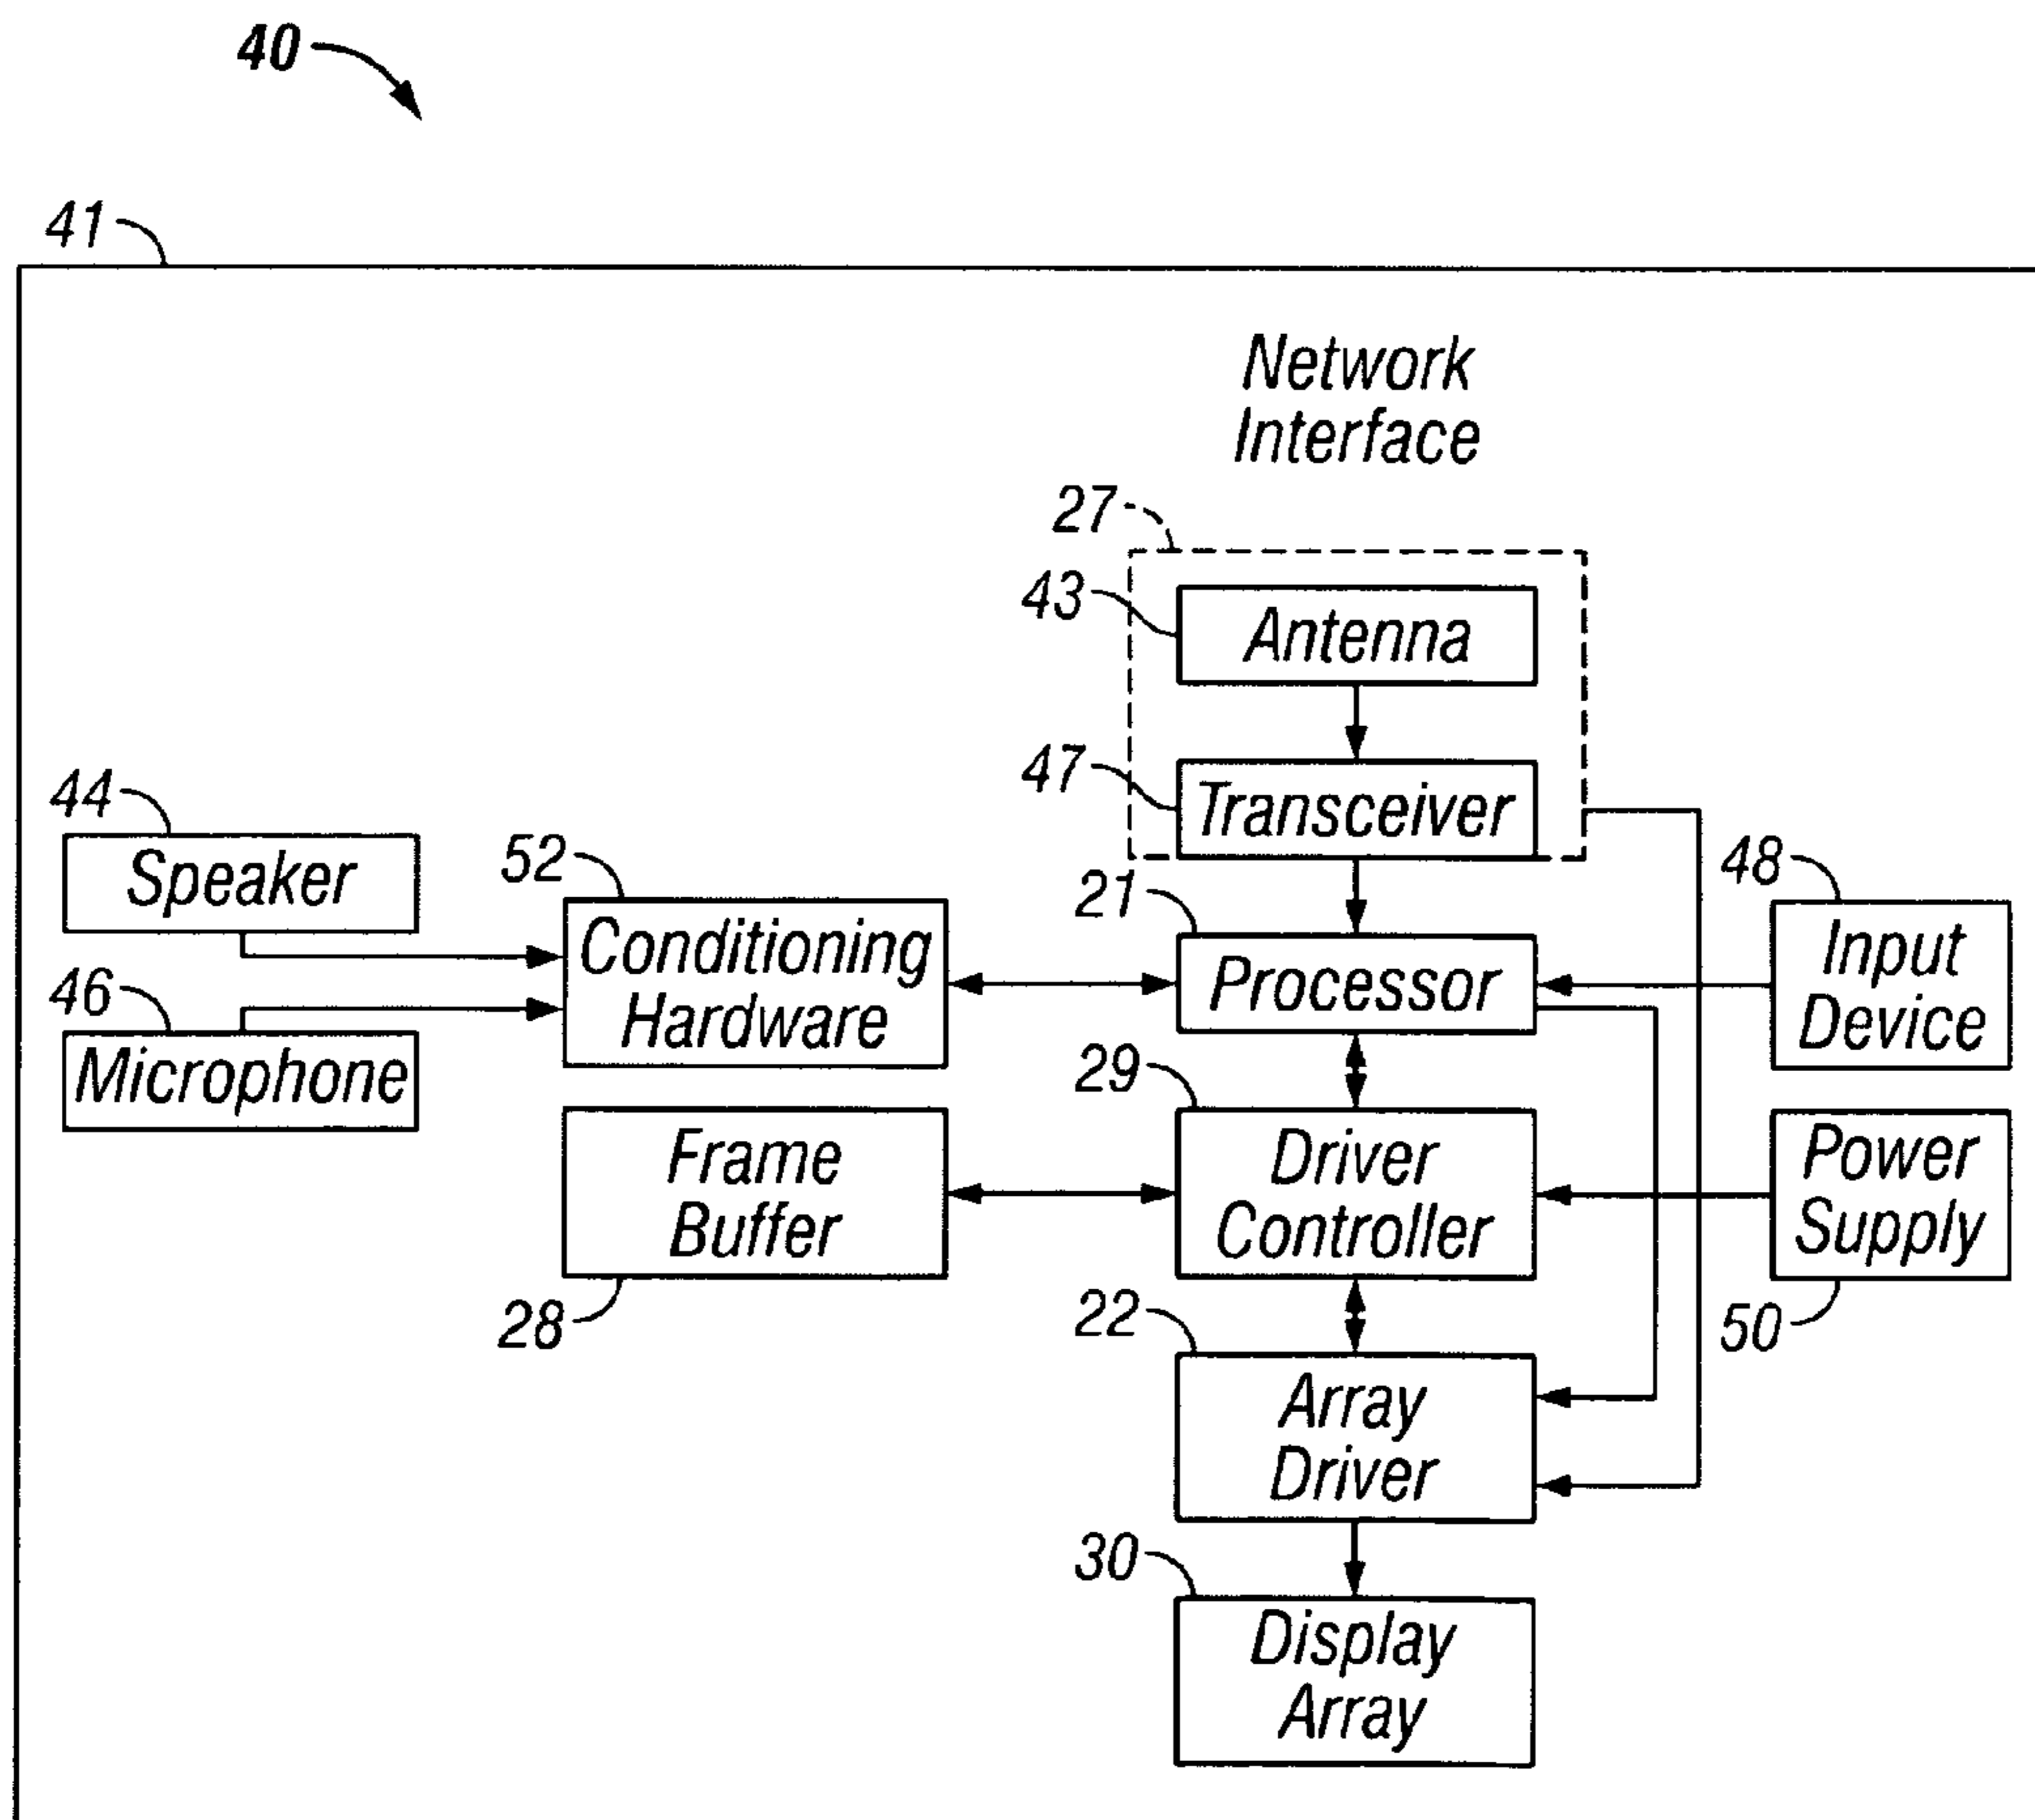 40
41
Network
Interface
27
43
Antenna
47
Transceiver
44
Speaker
52
Conditioning
Hardware
21
Processor
48
Input
Device
46
Microphone
29
Driver
Controller
Frame
Buffer
28
Power
Supply
50
22
Array
Driver
30
Display
Array